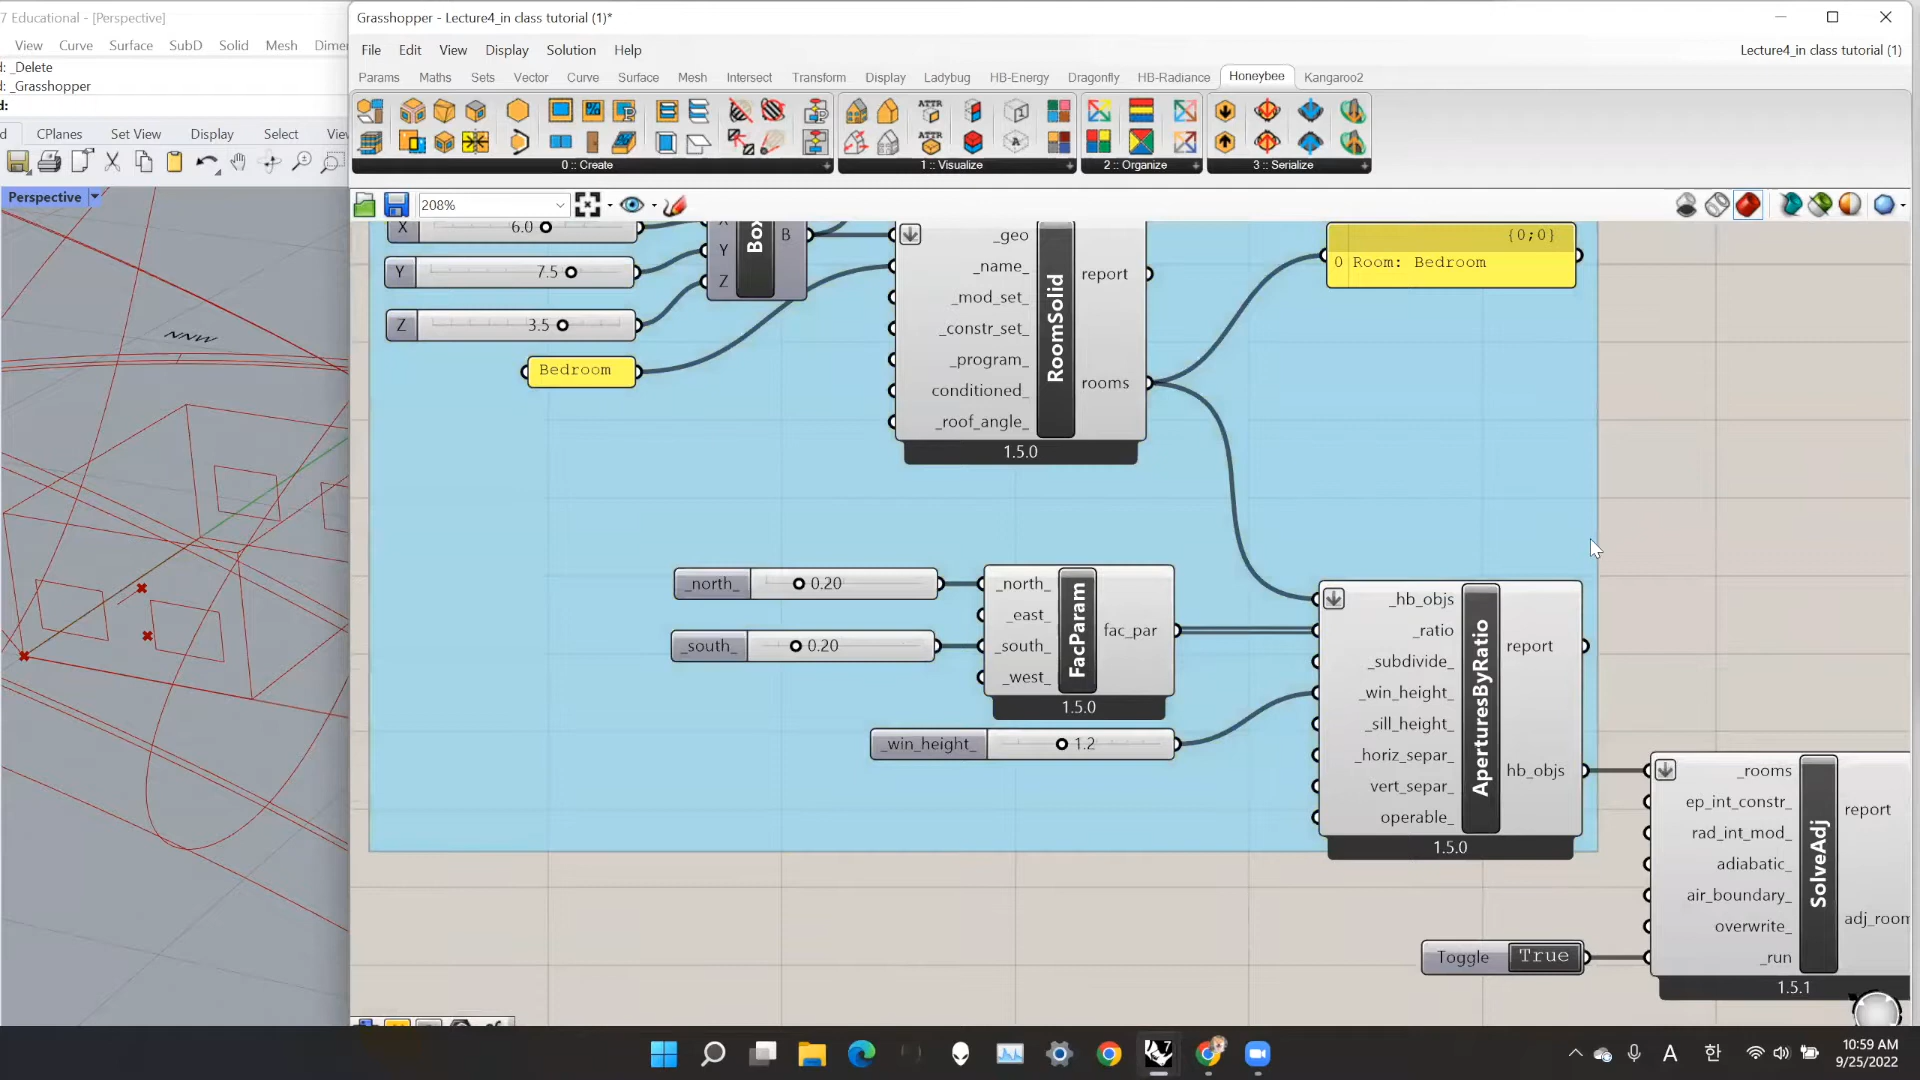 7 Educational - [Perspective]
Grasshopper - Lecture4_in class tutorial (1)*
View Curve Surface SubD Solid Mesh Dimen
File Edit View Display Solution Help
Lecture4_in class tutorial (1)
d: _Delete
d: _Grasshopper
d:
Params Maths Sets Vector Curve Surface Mesh Intersect Transform Display Ladybug HB-Energy Dragonfly HB-Radiance Honeybee Kangaroo2
ATTR
ATTR
0 :: Create
1 :: Visualize
2 :: Organize
3 :: Serialize
d CPlanes Set View Display Select View
Perspective
208%
NNW
X 6.0
Y 7.5
Z 3.5
Bedroom
X
Y
Z
Box
B
_geo
_name_
_mod_set_
_constr_set_
_program_
conditioned_
_roof_angle_
RoomSolid
report
rooms
1.5.0
{0;0}
0 Room: Bedroom
_north_ 0.20
_south_ 0.20
_north_
_east_
_south_
_west_
FacParam
fac_par
1.5.0
_win_height_ 1.2
_hb_objs
_ratio
_subdivide_
_win_height_
_sill_height_
_horiz_separ_
vert_separ_
operable_
AperturesByRatio
report
hb_objs
1.5.0
_rooms
ep_int_constr_
rad_int_mod_
adiabatic_
air_boundary_
overwrite_
_run
SolveAdj
report
adj_room
1.5.1
Toggle True
A 한
10:59 AM
9/25/2022